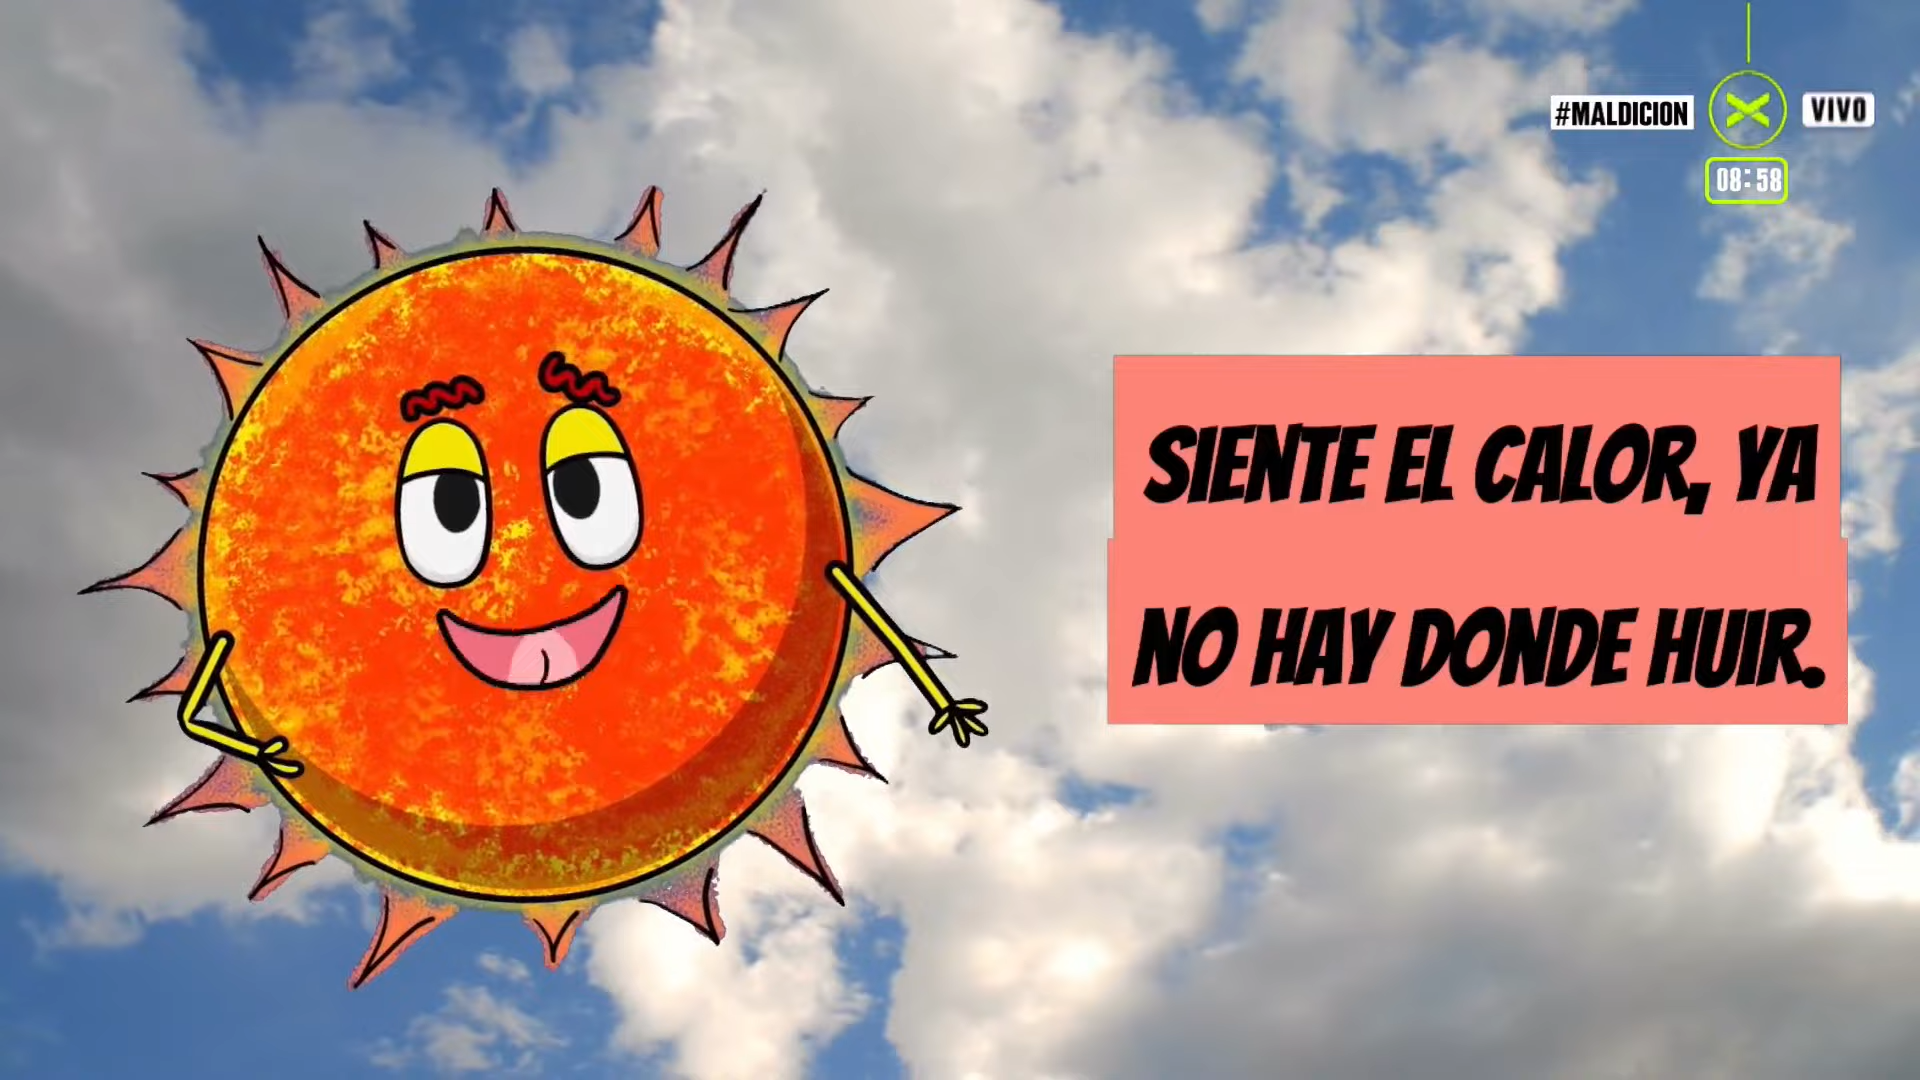 #MALDICION
VIVO
08:58
SIENTE EL CALOR, YA
NO HAY DONDE HUIR.